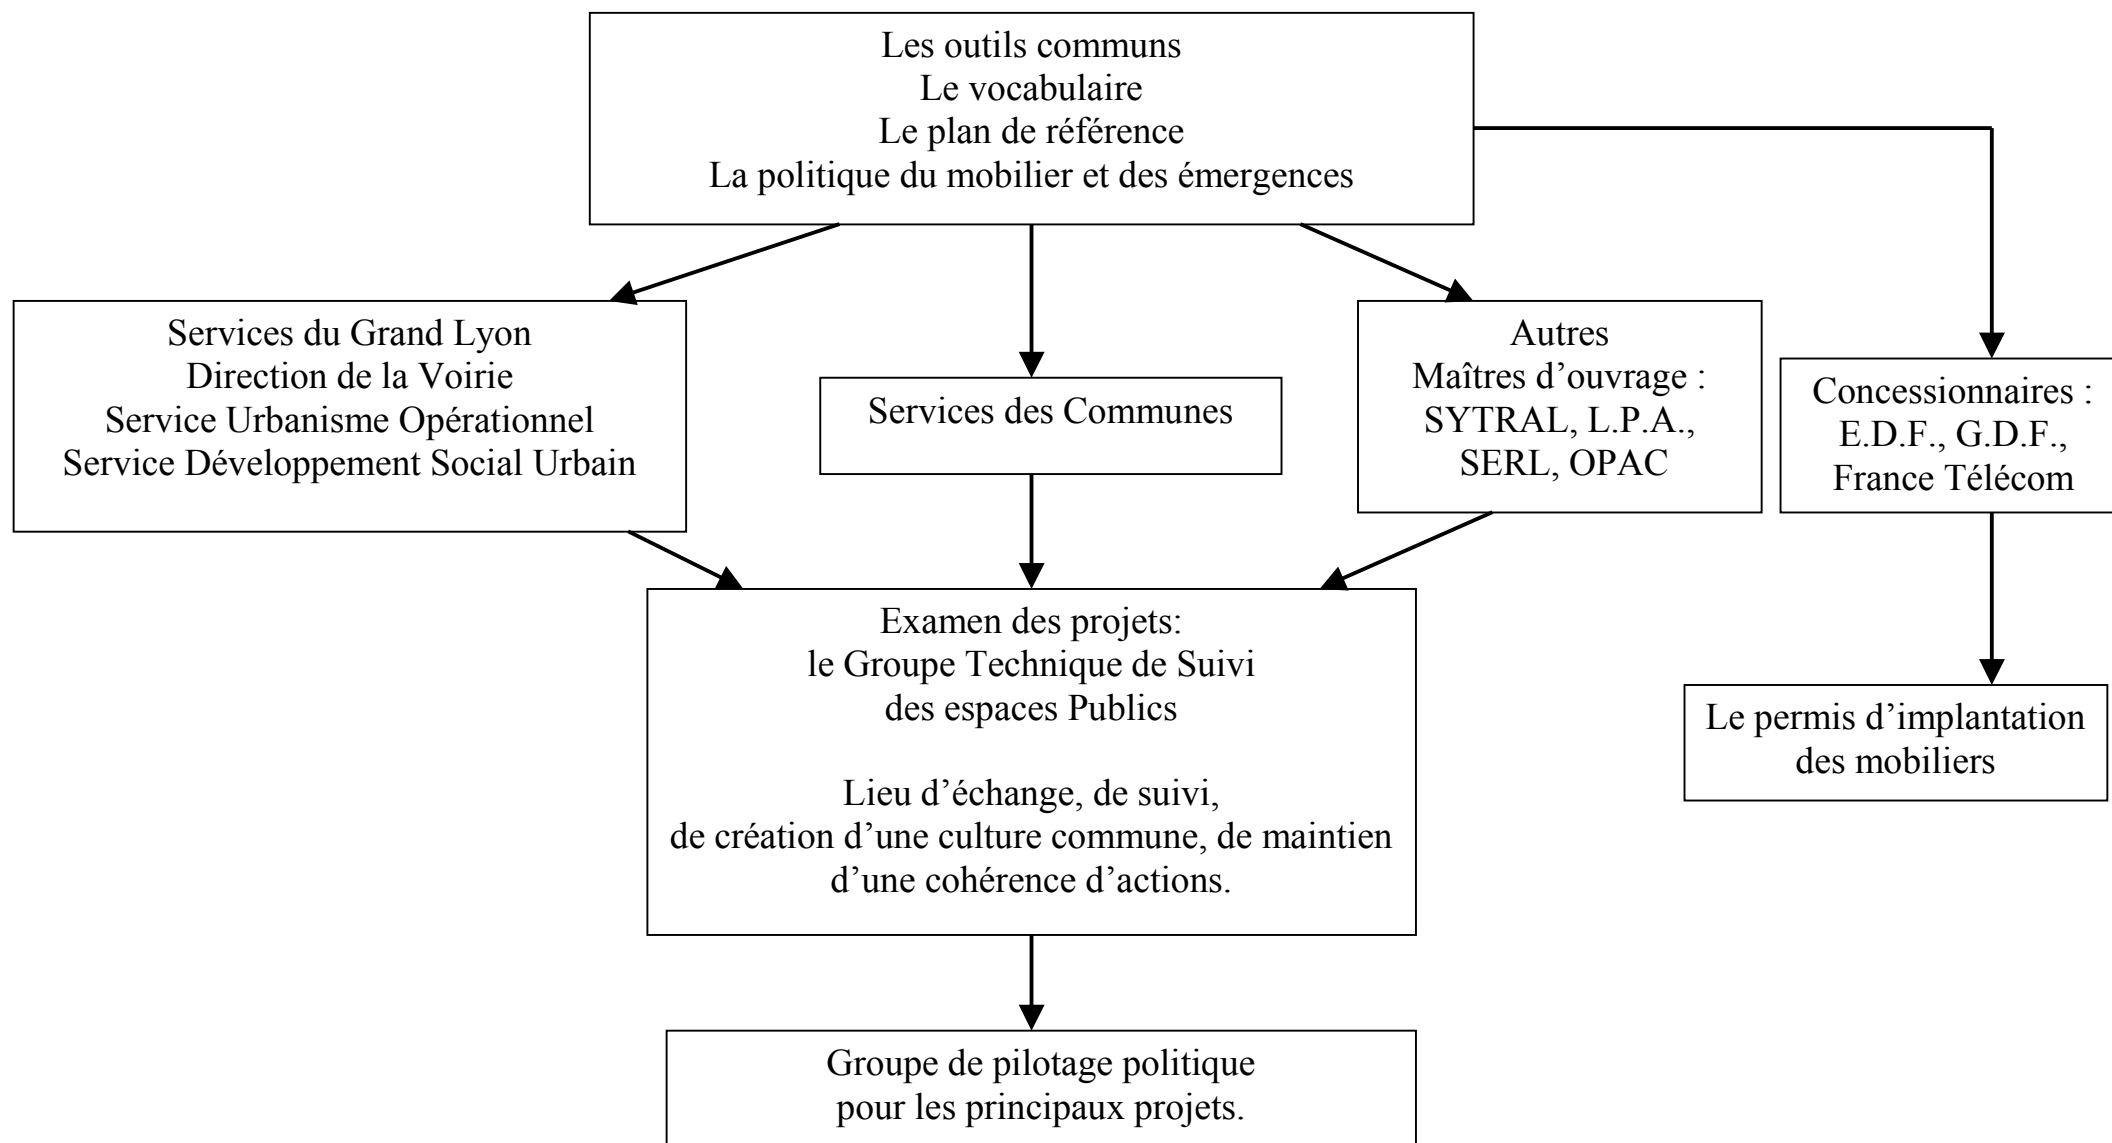 Les outils communs
Le vocabulaire
Le plan de référence
La politique du mobilier et des émergences
Services du Grand Lyon
Direction de la Voirie
Service Urbanisme Opérationnel
Service Développement Social Urbain
Services des Communes
Autres
Maîtres d’ouvrage :
SYTRAL, L.P.A.,
SERL, OPAC
Concessionnaires :
E.D.F., G.D.F.,
France Télécom
Examen des projets:
le Groupe Technique de Suivi
des espaces Publics
Lieu d’échange, de suivi,
de création d’une culture commune, de maintien
d’une cohérence d’actions.
Le permis d’implantation
des mobiliers
Groupe de pilotage politique
pour les principaux projets.